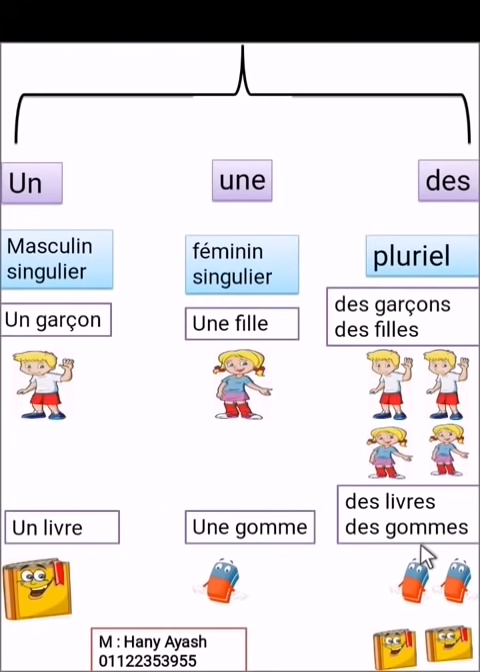 Un
une
des
Masculin
singulier
féminin
singulier
pluriel
Un garçon
Une fille
des garçons
des filles
Un livre
Une gomme
des livres
des gommes
M : Hany Ayash
01122353955